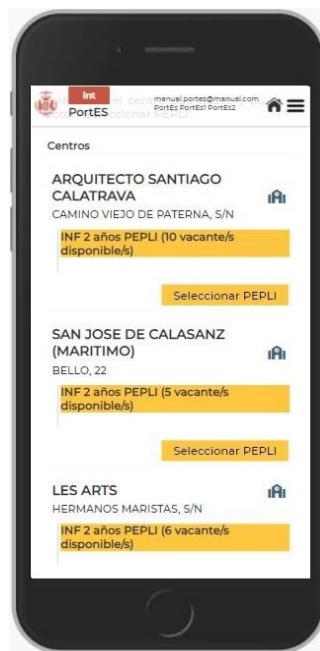 Int
PortES
manual.portes@manual.com
PortEs PortEs1 PortEs2
Centros
ARQUITECTO SANTIAGO
CALATRAVA
CAMINO VIEJO DE PATERNA, S/N
INF 2 años PEPLI (10 vacante/s
disponible/s)
Seleccionar PEPLI
SAN JOSE DE CALASANZ
(MARITIMO)
BELLO, 22
INF 2 años PEPLI (5 vacante/s
disponible/s)
Seleccionar PEPLI
LES ARTS
HERMANOS MARISTAS, S/N
INF 2 años PEPLI (6 vacante/s
disponible/s)